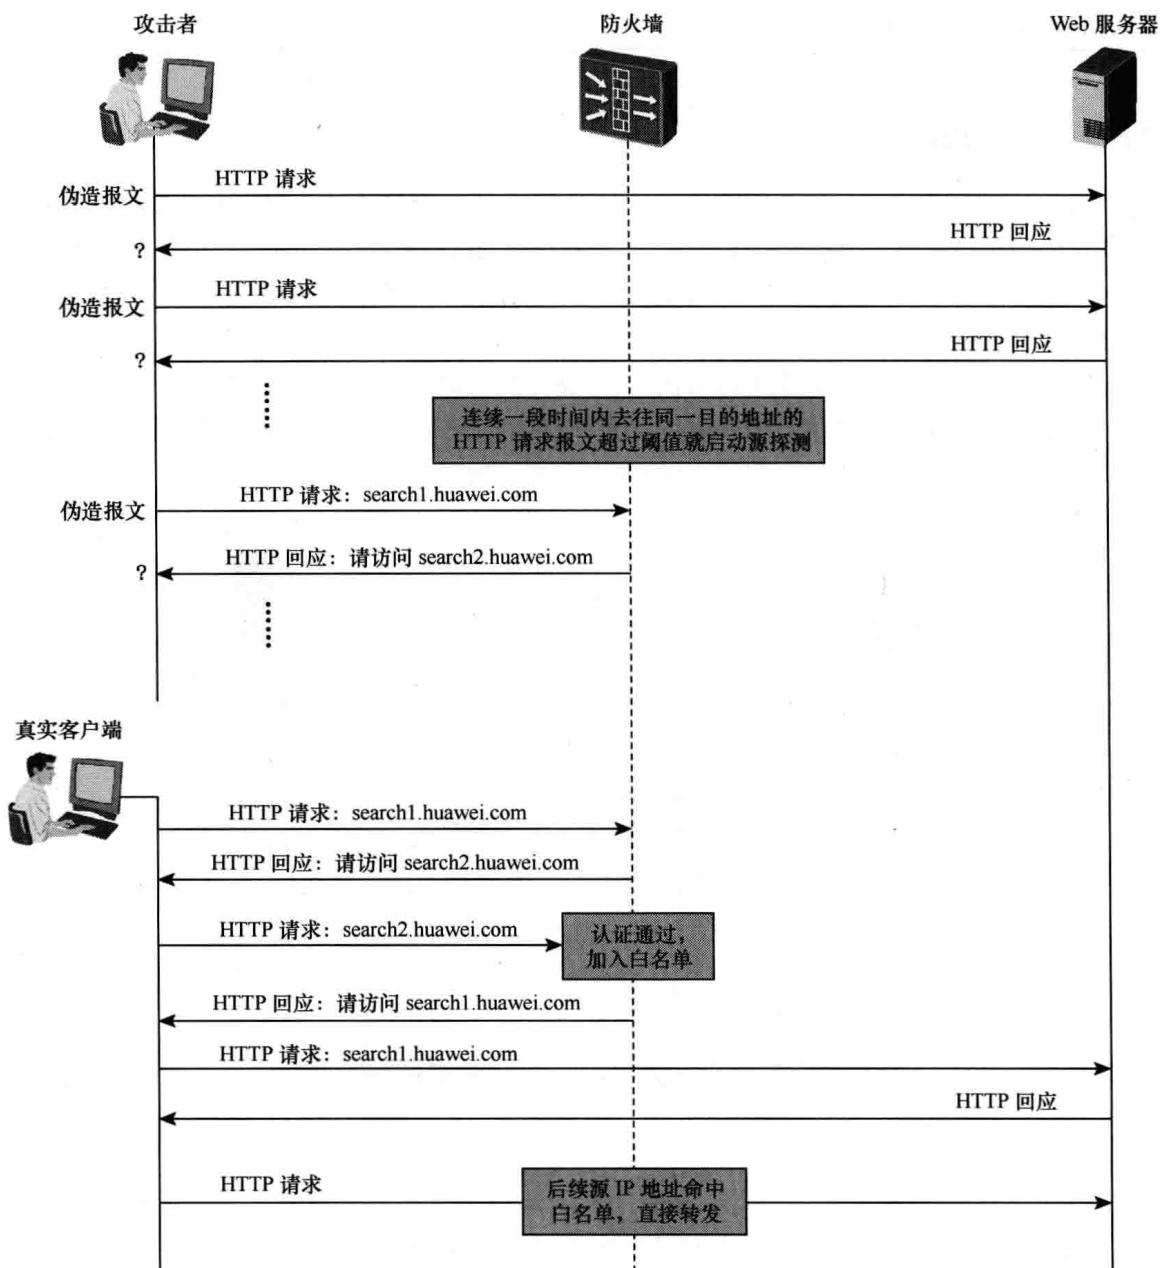 攻击者
防火墙
Web 服务器
HTTP 请求
伪造报文
HTTP 回应
?
HTTP 请求
伪造报文
HTTP 回应
?
连续一段时间内去往同一目的地址的
HTTP 请求报文超过阈值就启动源探测
HTTP 请求：search1.huawei.com
伪造报文
HTTP 回应：请访问 search2.huawei.com
?
真实客户端
HTTP 请求：search1.huawei.com
HTTP 回应：请访问 search2.huawei.com
HTTP 请求：search2.huawei.com
认证通过，
加入白名单
HTTP 回应：请访问 search1.huawei.com
HTTP 请求：search1.huawei.com
HTTP 回应
HTTP 请求
后续源 IP 地址命中
白名单，直接转发